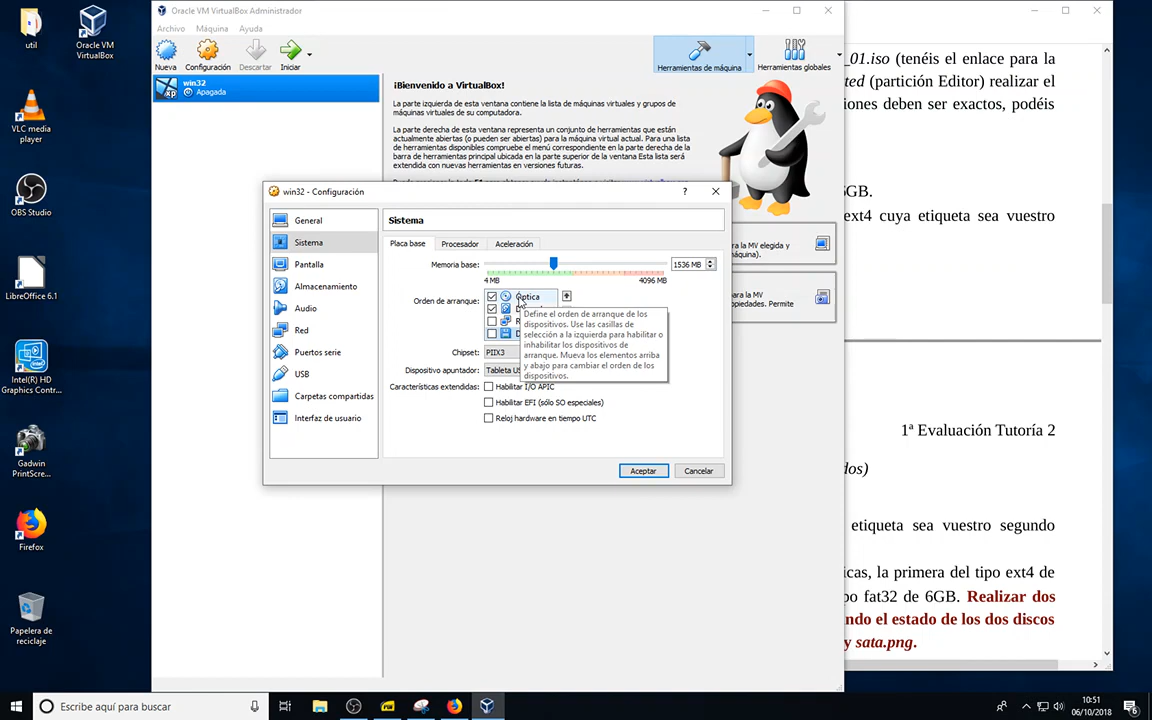 util
Oracle VM
VirtualBox
VLC media
player
OBS Studio
LibreOffice 6.1
Intel(R) HD
Graphics Contr...
Gadwin
PrintScre...
Firefox
Papelera de
reciclaje
Oracle VM VirtualBox Administrador
Archivo Máquina Ayuda
Nueva Configuración Descartar Iniciar
Herramientas de máquina Herramientas globales
win32
Apagada
¡Bienvenido a VirtualBox!
La parte izquierda de esta ventana contiene la lista de máquinas virtuales y grupos de
máquinas virtuales de su computadora.
La parte derecha de esta ventana representa un conjunto de herramientas que están
actualmente abiertas (o pueden ser abiertas) para la máquina virtual actual. Para una lista
de herramientas disponibles compruebe el menú correspondiente en la parte derecha de la
barra de herramientas principal ubicada en la parte superior de la ventana Esta lista será
extendida con nuevas herramientas en versiones futuras.
ra la MV elegida y
máquina).
para la MV
opiedades. Permite
win32 - Configuración
?
General
Sistema
Pantalla
Almacenamiento
Audio
Red
Puertos serie
USB
Carpetas compartidas
Interfaz de usuario
Sistema
Placa base Procesador Aceleración
Memoria base: 1536 MB
4 MB 4096 MB
Orden de arranque: Óptica
Define el orden de arranque de los
dispositivos. Use las casillas de
selección a la izquierda para habilitar o
inhabilitar los dispositivos de
arranque. Mueva los elementos arriba
y abajo para cambiar el orden de los
dispositivos.
Chipset: PIIX3
Dispositivo apuntador: Tableta US
Características extendidas: Habilitar I/O APIC
Habilitar EFI (sólo SO especiales)
Reloj hardware en tiempo UTC
Aceptar Cancelar
_01.iso (tenéis el enlace para la
ted (partición Editor) realizar el
iones deben ser exactos, podéis
6GB.
ext4 cuya etiqueta sea vuestro
1ª Evaluación Tutoría 2
dos)
etiqueta sea vuestro segundo
icas, la primera del tipo ext4 de
po fat32 de 6GB. Realizar dos
ando el estado de los dos discos
y sata.png.
Escribe aquí para buscar
10:51
06/10/2018
6